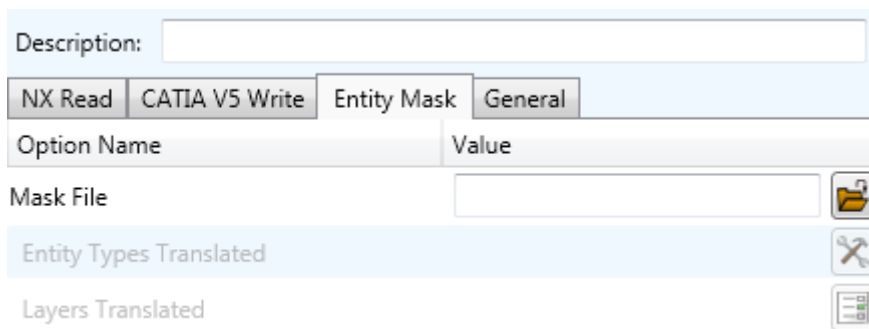 Description:
NX Read CATIA V5 Write Entity Mask General
Option Name Value
Mask File
Entity Types Translated
Layers Translated